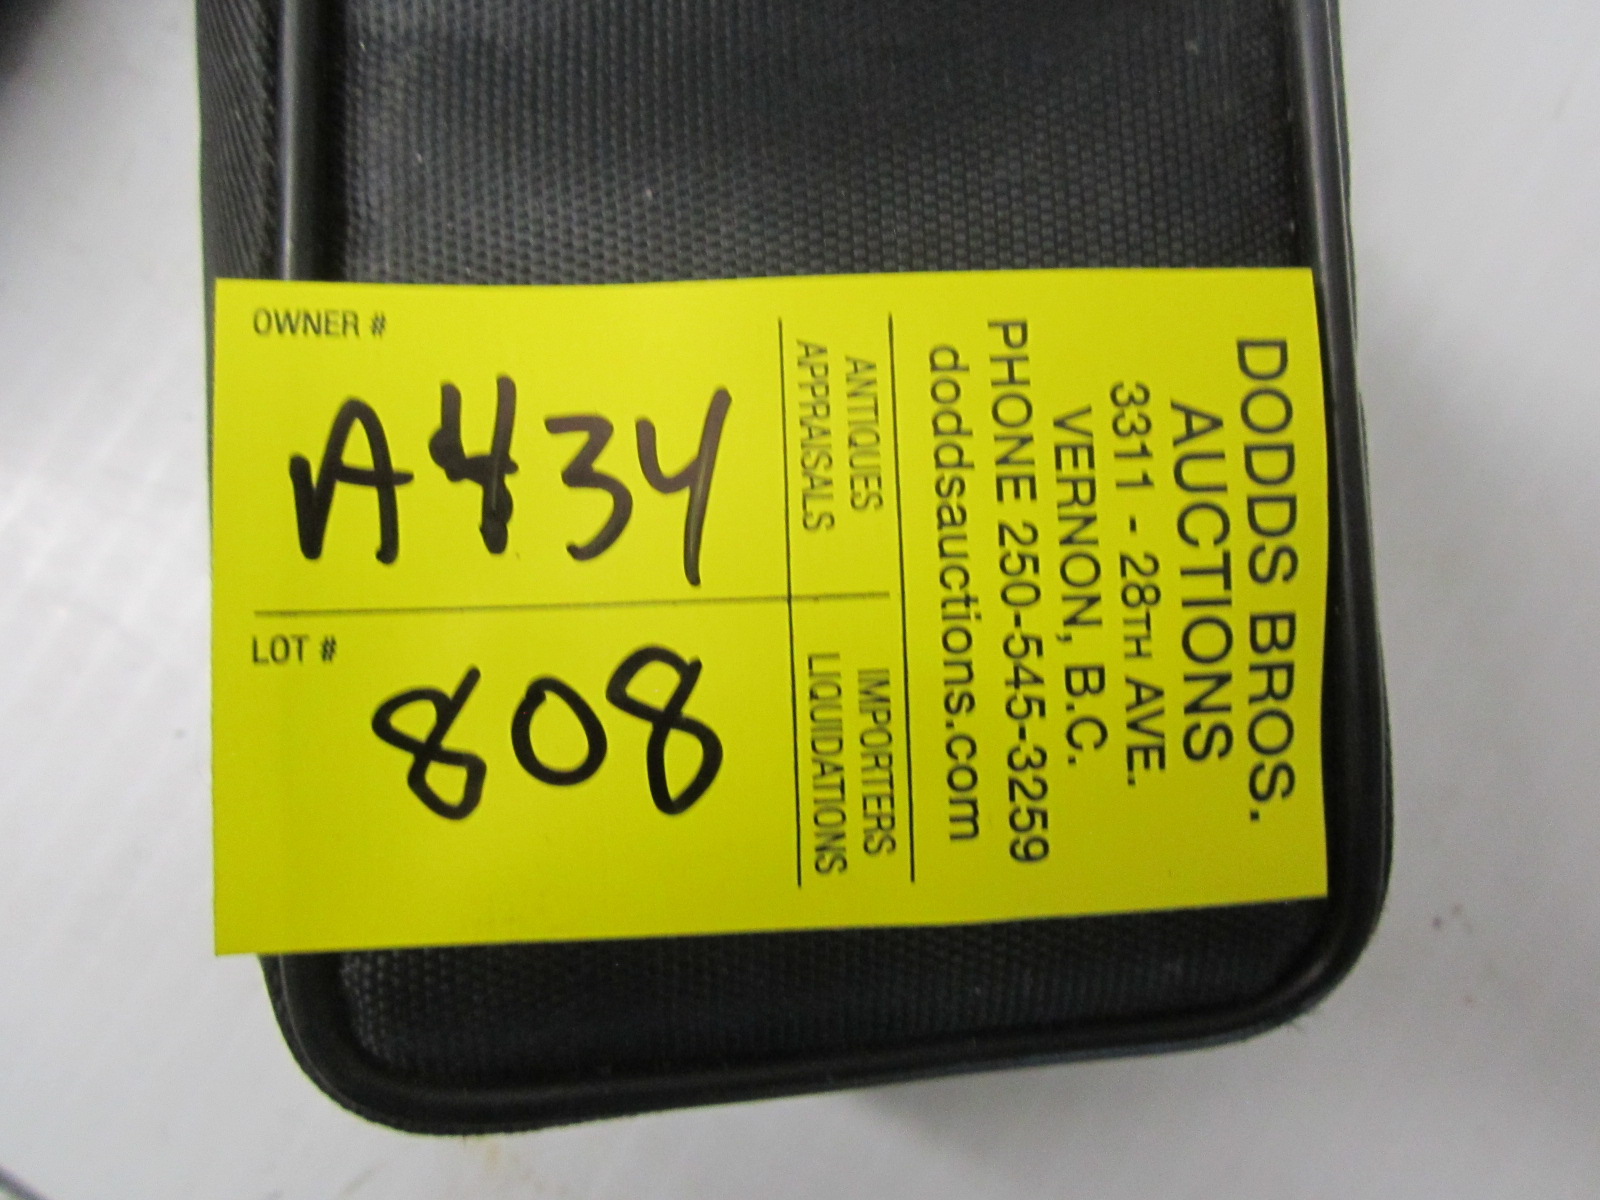 DODDS BROS.
AUCTIONS
3311 - 28TH AVE.
VERNON, B.C.
PHONE 250-545-3259
doddsauctions.com
ANTIQUES
APPRAISALS
IMPORTERS
LIQUIDATIONS
OWNER #
A434
LOT #
808